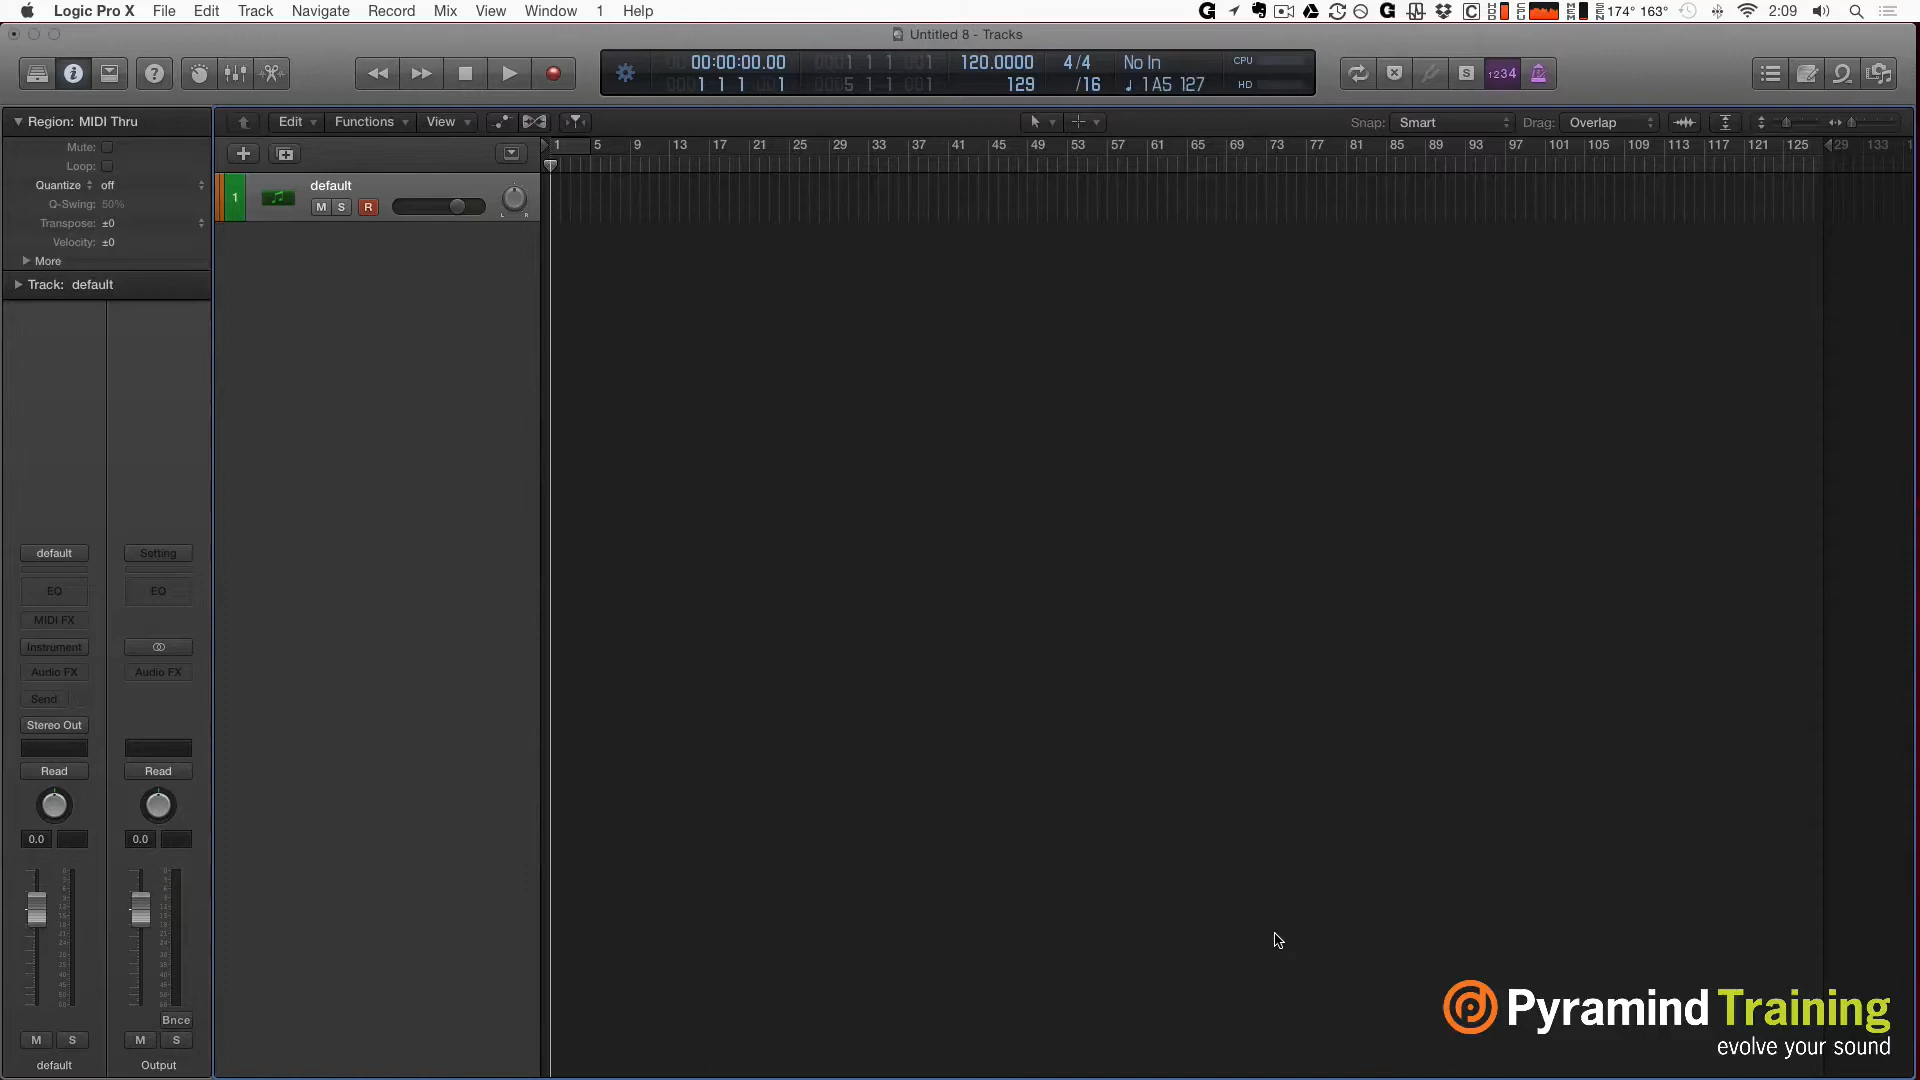 Logic Pro X File Edit Track Navigate Record Mix View Window 1 Help 174° 163° 2:09
Untitled 8 - Tracks
00:00:00.00 120.0000 4/4 No In CPU
1 1 1 1 129 /16 1 A5 127 HD
1234
Region: MIDI Thru
Edit Functions View Snap: Smart Drag: Overlap
Mute:
Loop:
Quantize off
Q-Swing: 50%
Transpose: ±0
Velocity: ±0
More
Track: default
1 5 9 13 17 21 25 29 33 37 41 45 49 53 57 61 65 69 73 77 81 85 89 93 97 101 105 109 113 117 121 125 29 133
1 default
M S R
L R
default Setting
EQ EQ
MIDI FX
Instrument
Audio FX Audio FX
Send
Stereo Out
Read Read
0.0 0.0
Bnce
M S M S
default Output
Pyramind Training
evolve your sound